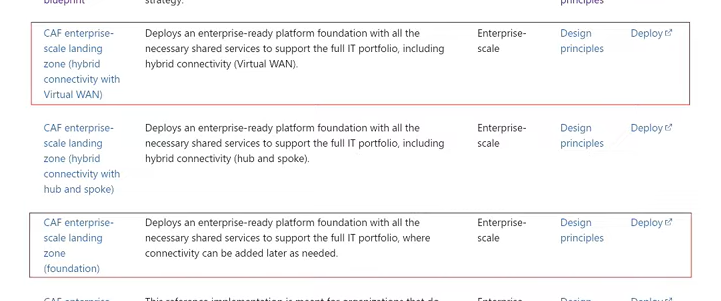 blueprint
strategy.
principles
CAF enterprise-
scale landing
zone (hybrid
connectivity with
Virtual WAN)
Deploys an enterprise-ready platform foundation with all the
necessary shared services to support the full IT portfolio, including
hybrid connectivity (Virtual WAN).
Enterprise-
scale
Design
principles
Deploy
CAF enterprise-
scale landing
zone (hybrid
connectivity with
hub and spoke)
Deploys an enterprise-ready platform foundation with all the
necessary shared services to support the full IT portfolio, including
hybrid connectivity (hub and spoke).
Enterprise-
scale
Design
principles
Deploy
CAF enterprise-
scale landing
zone
(foundation)
Deploys an enterprise-ready platform foundation with all the
necessary shared services to support the full IT portfolio, where
connectivity can be added later as needed.
Enterprise-
scale
Design
principles
Deploy
CAF enterprise-
This reference implementation is meant for organizations that do
Enterprise-
Design